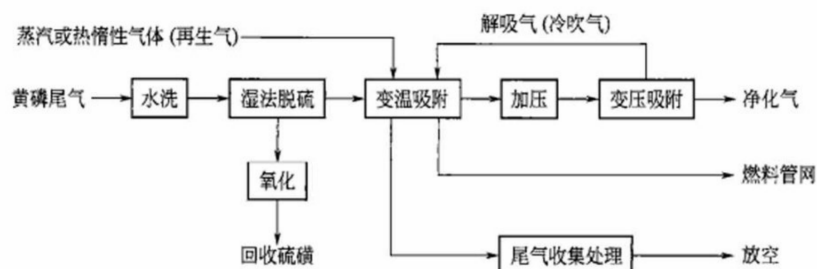 解吸气(冷吹气)
蒸汽或热惰性气体(再生气)
黄磷尾气
水洗
湿法脱硫
变温吸附
加压
变压吸附
净化气
氧化
燃料管网
回收硫磺
尾气收集处理
放空